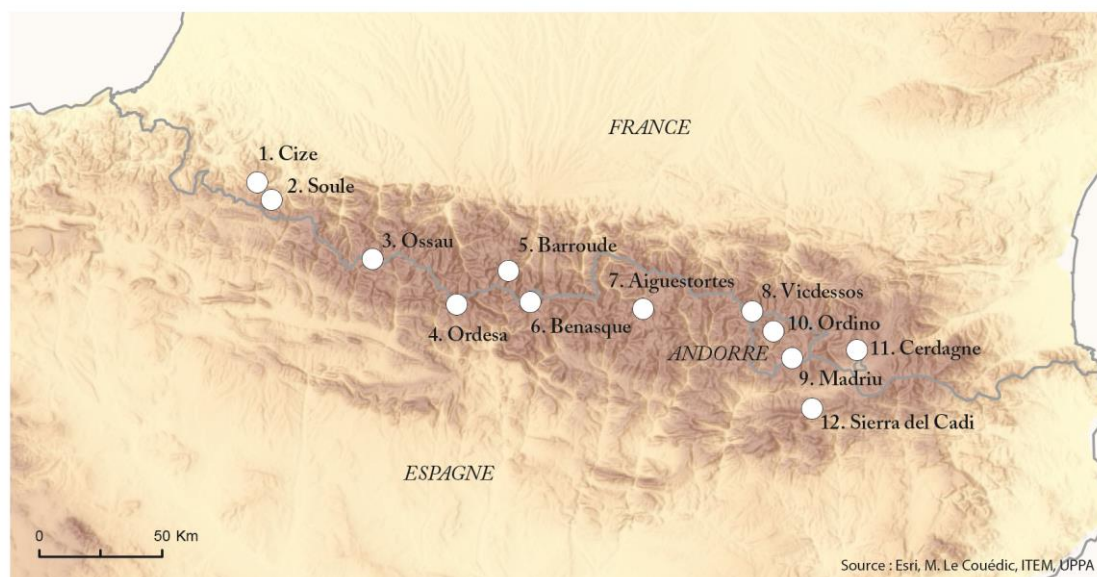 FRANCE
1. Cize
2. Soule
3. Ossau
5. Barroude
7. Aiguestortes
8. Vicdessos
4. Ordesa
6. Benasque
10. Ordino
ANDORRE
11. Cerdagne
9. Madriu
12. Sierra del Cadi
ESPAGNE
0 50 Km
Source : Esri, M. Le Couédic, ITEM, UPPA